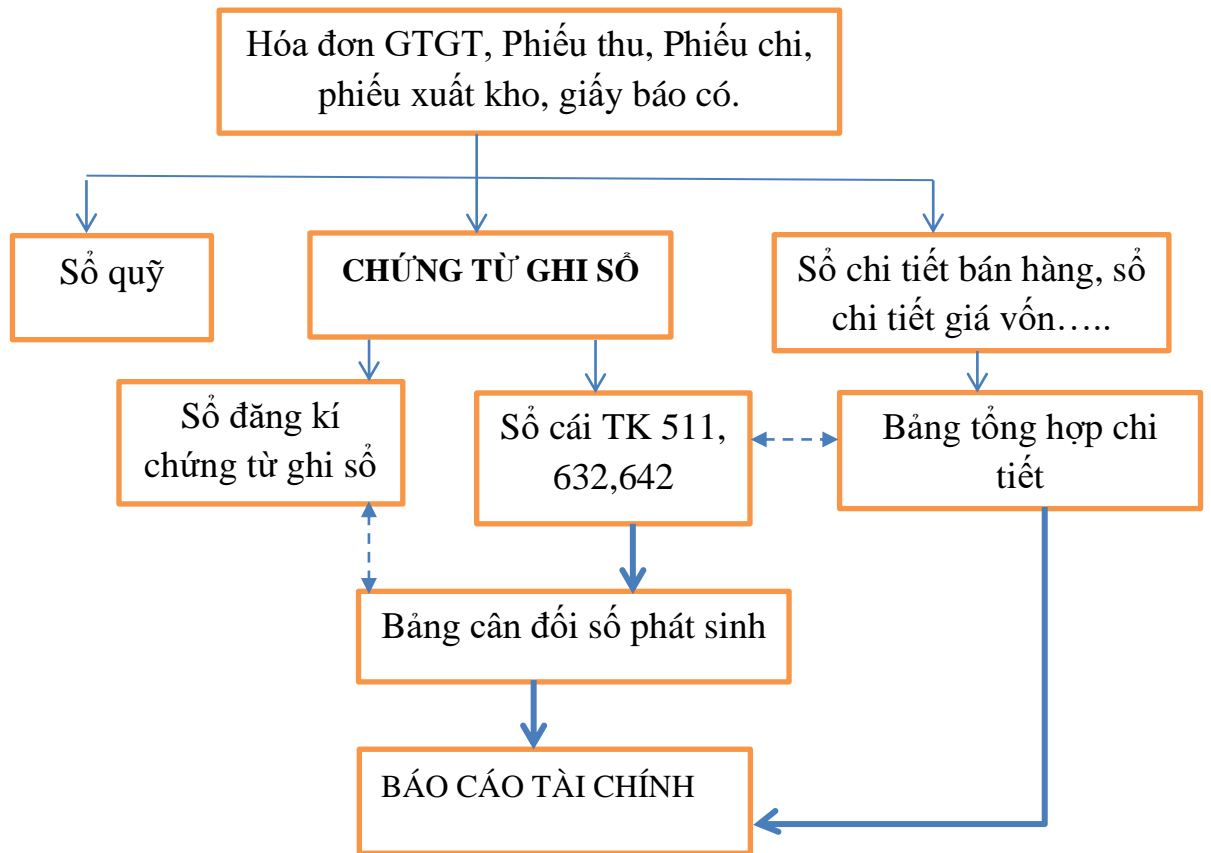 Hóa đơn GTGT, Phiếu thu, Phiếu chi,
phiếu xuất kho, giấy báo có.
Sổ quỹ
CHỨNG TỪ GHI SỔ
Sổ chi tiết bán hàng, sổ
chi tiết giá vốn…..
Sổ đăng kí
chứng từ ghi sổ
Sổ cái TK 511,
632,642
Bảng tổng hợp chi
tiết
Bảng cân đối số phát sinh
BÁO CÁO TÀI CHÍNH